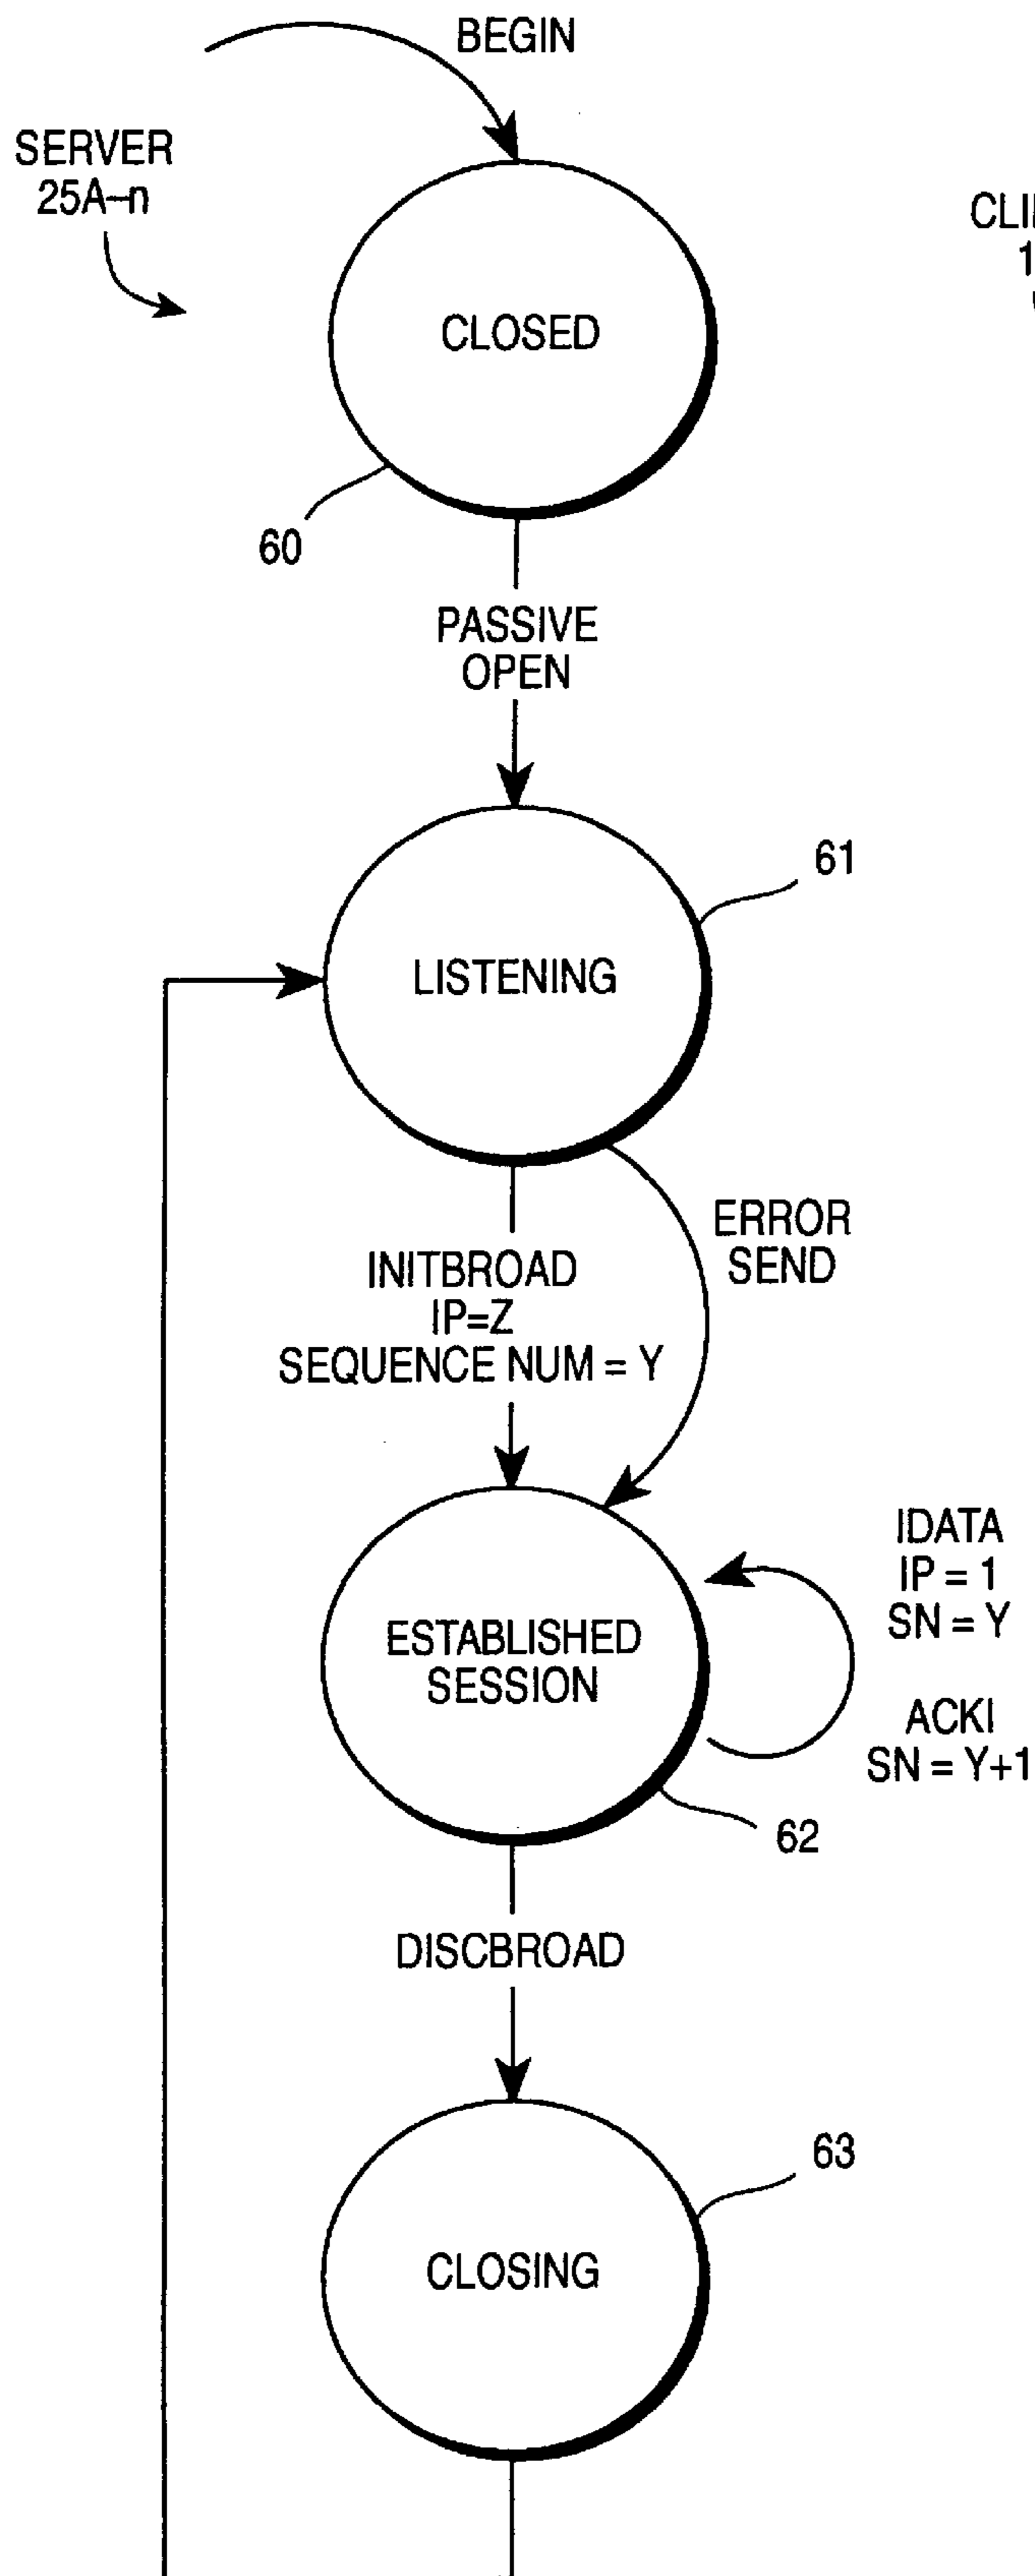 BEGIN
SERVER
25A–n
CLOSED
60
PASSIVE
OPEN
61
LISTENING
ERROR
SEND
INITBROAD
IP=Z
SEQUENCE NUM = Y
IDATA
IP = 1
SN = Y
ESTABLISHED
SESSION
ACKI
SN = Y+1
62
DISCBROAD
63
CLOSING